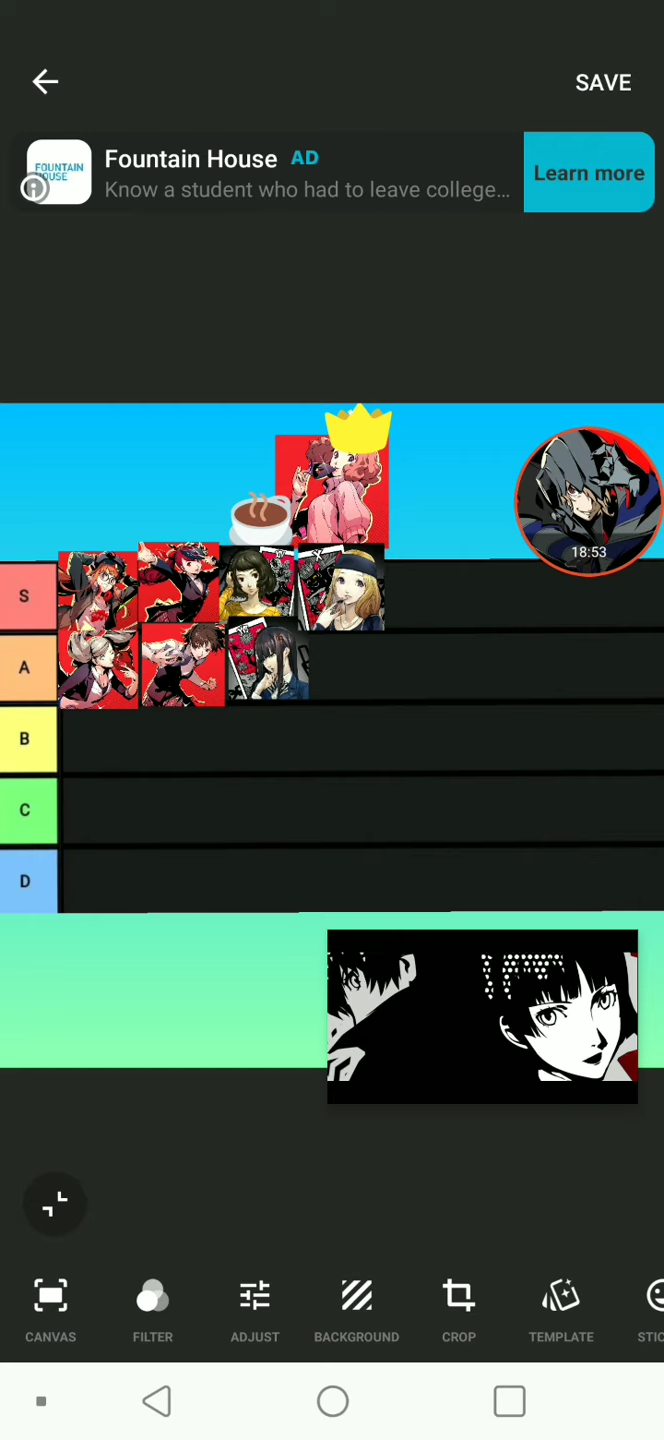 SAVE
Fountain House AD
FOUNTAIN
HOUSE
Know a student who had to leave college...
Learn more
18:53
S
A
B
C
D
CANVAS
FILTER
ADJUST
BACKGROUND
CROP
TEMPLATE
STIC